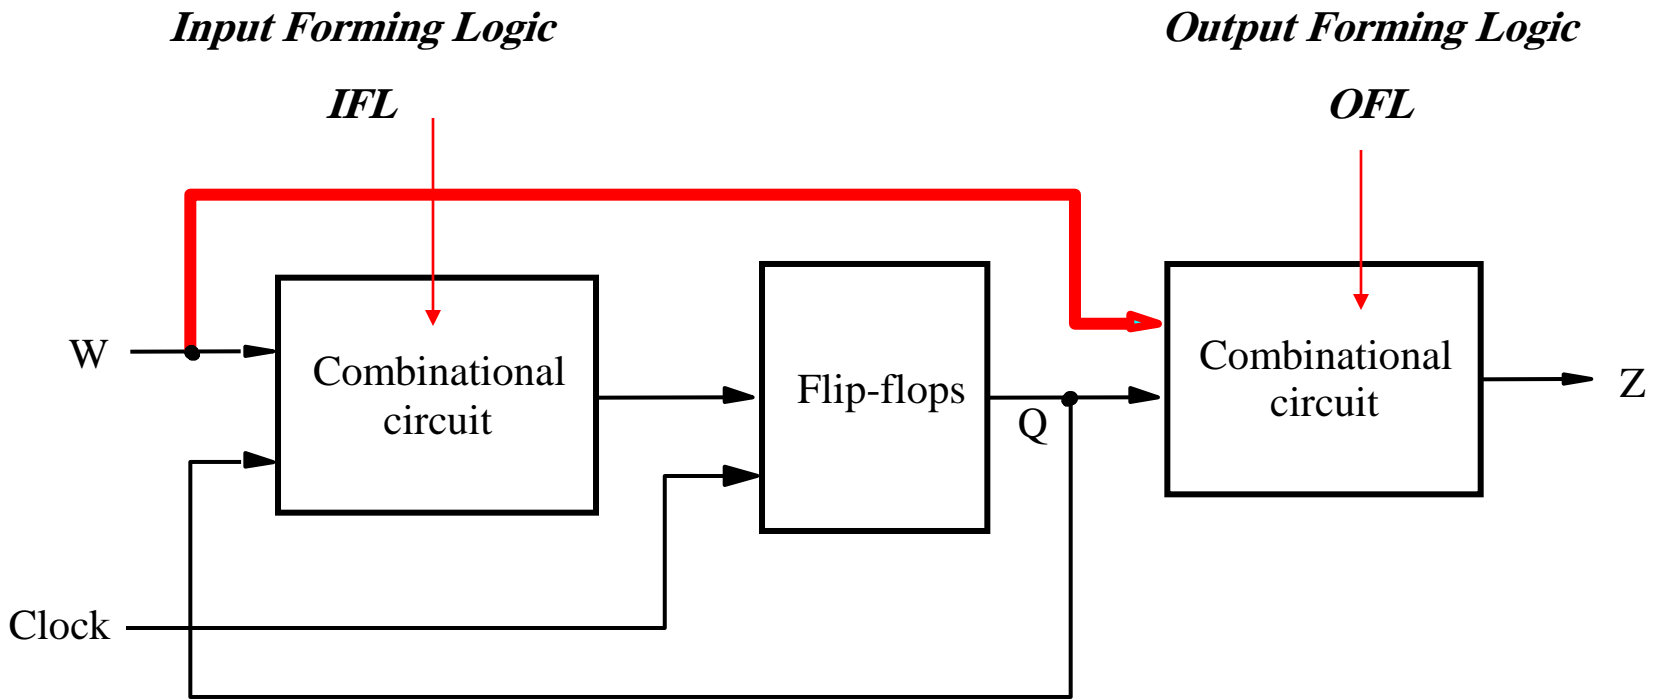 Input Forming Logic
IFL
Output Forming Logic
OFL
W
Combinational
circuit
Flip-flops
Q
Combinational
circuit
Z
Clock